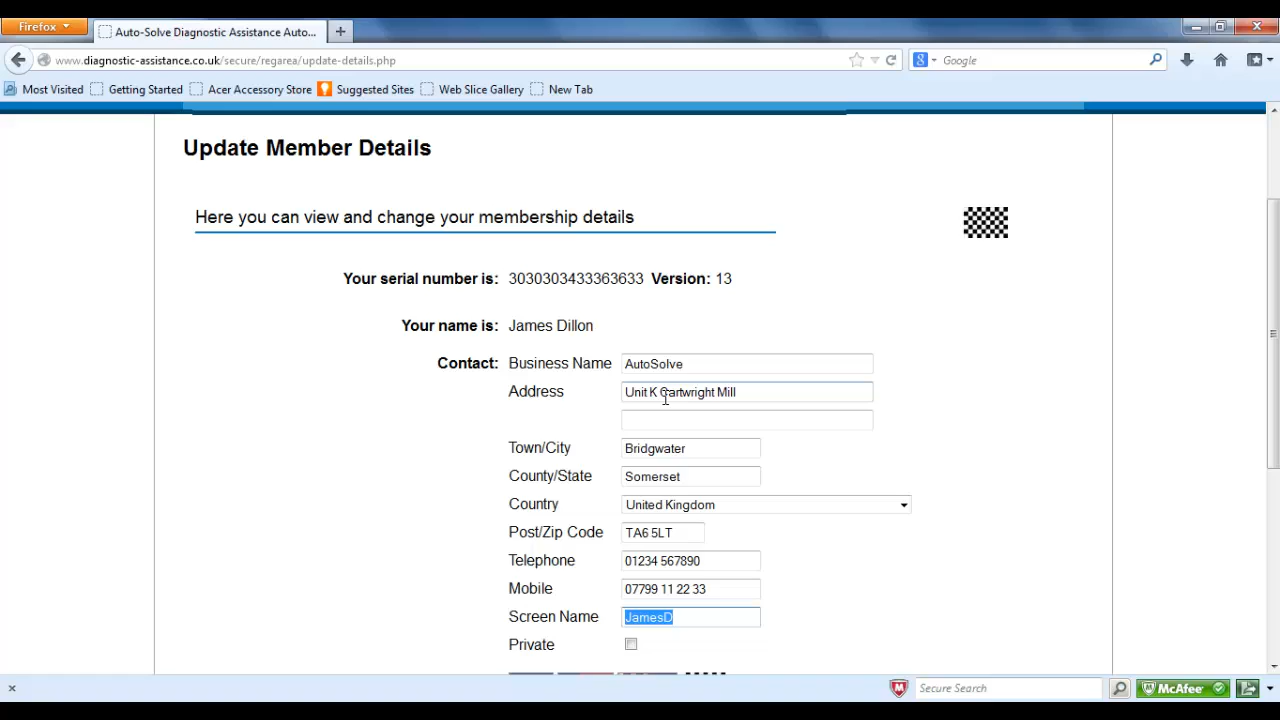 Firefox
Auto-Solve Diagnostic Assistance Auto...
www.diagnostic-assistance.co.uk/secure/regarea/update-details.php
Google
Most Visited Getting Started Acer Accessory Store Suggested Sites Web Slice Gallery New Tab
Update Member Details
Here you can view and change your membership details
Your serial number is: 3030303433363633 Version: 13
Your name is: James Dillon
Contact: Business Name AutoSolve
Address Unit K Cartwright Mill
Town/City Bridgwater
County/State Somerset
Country United Kingdom
Post/Zip Code TA6 5LT
Telephone 01234 567890
Mobile 07799 11 22 33
Screen Name JamesD
Private
Secure Search McAfee